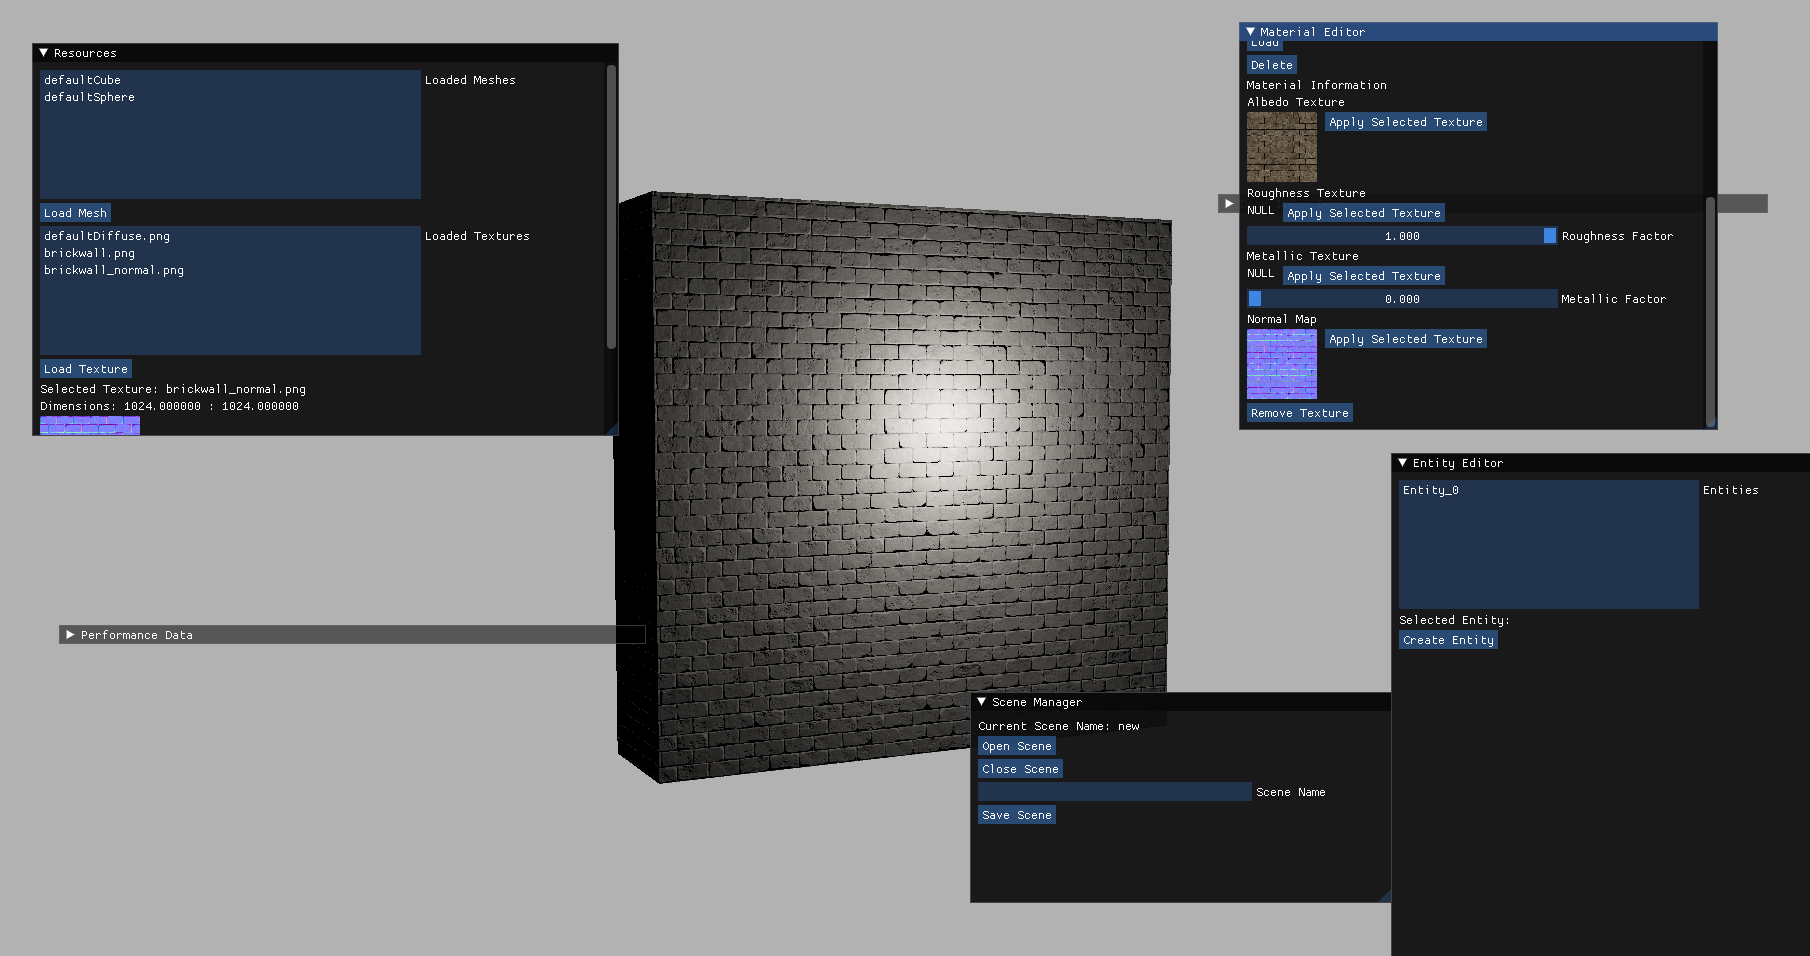 Resources
defaultCube
defaultSphere
Loaded Meshes
Load Mesh
defaultDiffuse.png
brickwall.png
brickwall_normal.png
Loaded Textures
Load Texture
Selected Texture: brickwall_normal.png
Dimensions: 1024.000000 : 1024.000000
Performance Data
Material Editor
Load
Delete
Material Information
Albedo Texture
Apply Selected Texture
Roughness Texture
NULL Apply Selected Texture
1.000 Roughness Factor
Metallic Texture
NULL Apply Selected Texture
0.000 Metallic Factor
Normal Map
Apply Selected Texture
Remove Texture
Entity Editor
Entity_0
Entities
Selected Entity:
Create Entity
Scene Manager
Current Scene Name: new
Open Scene
Close Scene
Scene Name
Save Scene